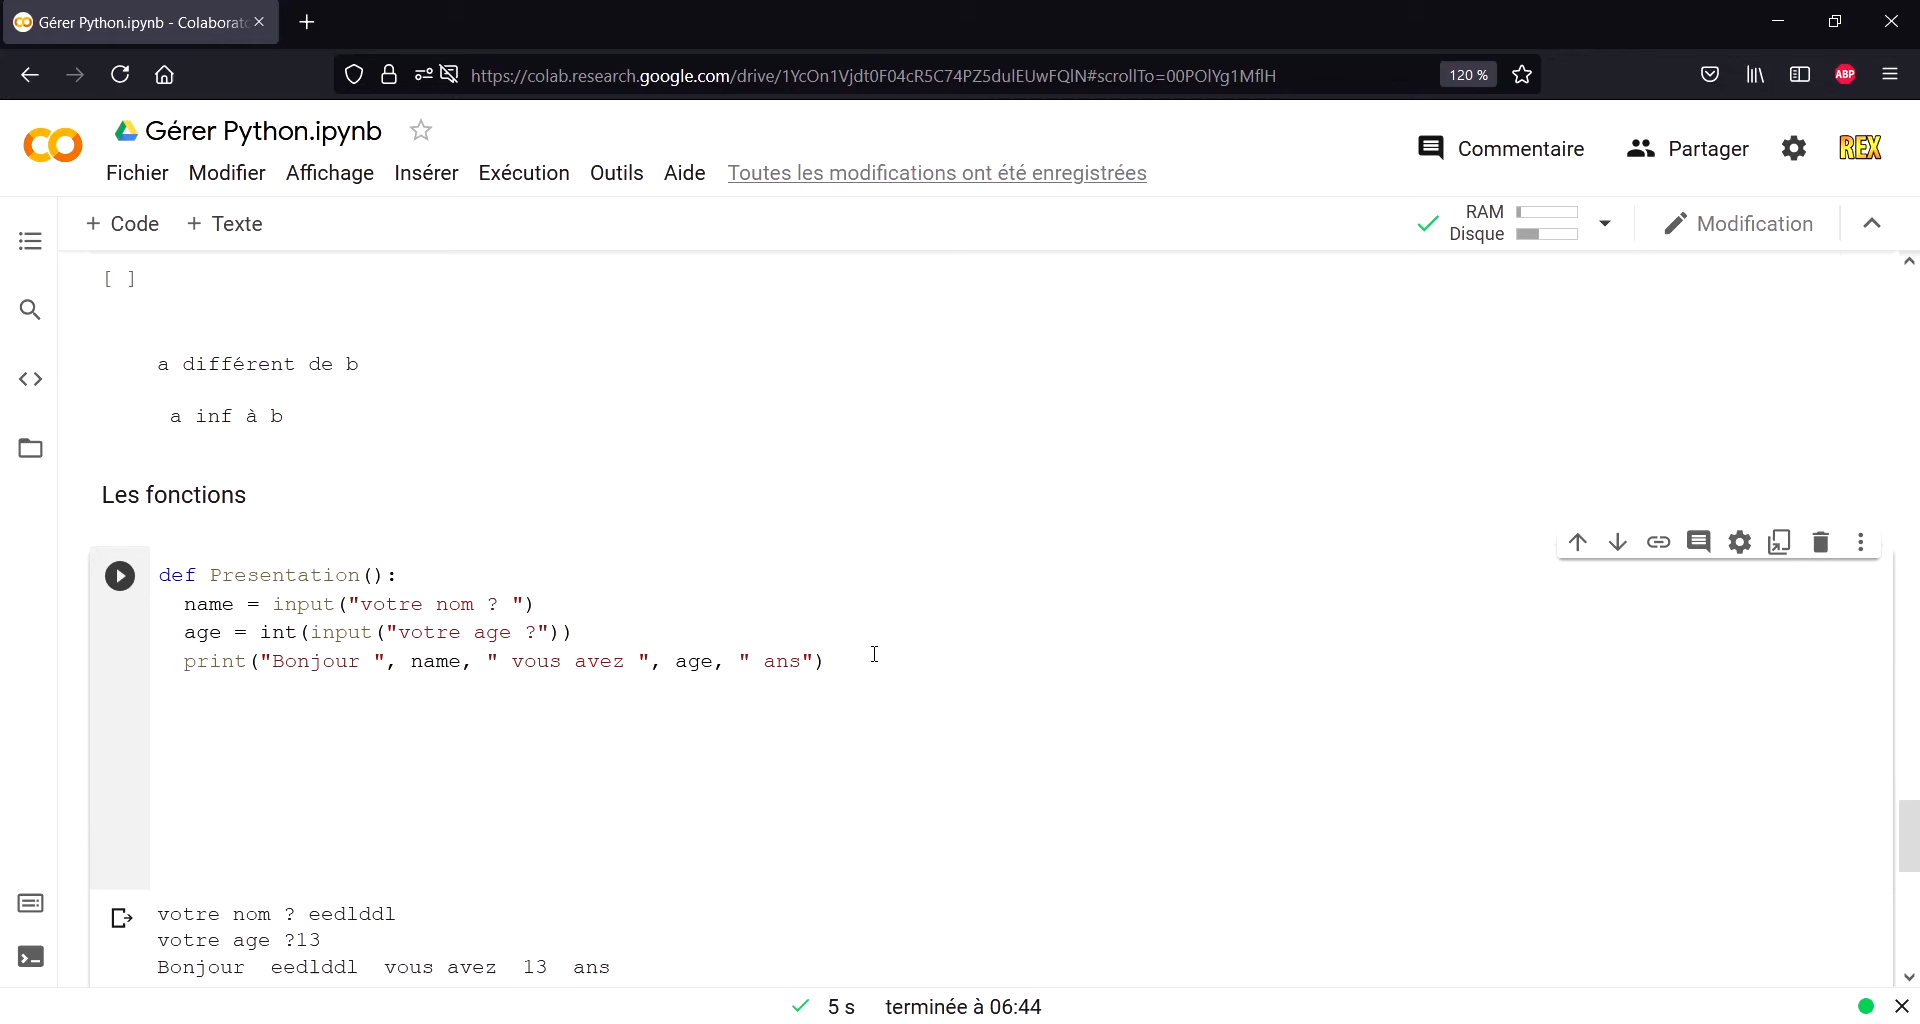 Gérer Python.ipynb - Colaborato
https://colab.research.google.com/drive/1YcOn1Vjdt0F04cR5C74PZ5dulEUwFQlN#scrollTo=00POlYg1MflH
120 %
ABP
Gérer Python.ipynb
Commentaire
Partager
REX
Fichier Modifier Affichage Insérer Exécution Outils Aide Toutes les modifications ont été enregistrées
+ Code + Texte
RAM
Disque
Modification
[ ]
a différent de b
a inf à b
Les fonctions
def Presentation():
name = input("votre nom ? ")
age = int(input("votre age ?"))
print("Bonjour ", name, " vous avez ", age, " ans")
votre nom ? eedlddl
votre age ?13
Bonjour  eedlddl  vous avez  13  ans
5 s terminée à 06:44